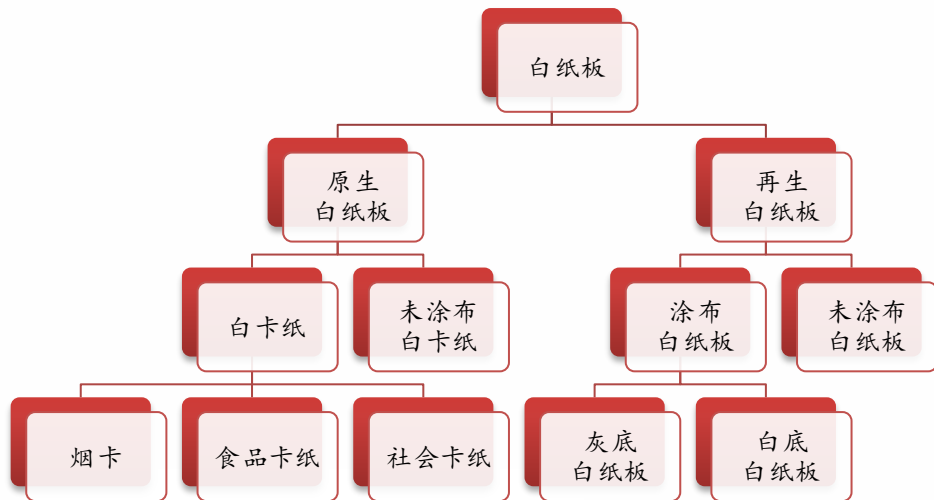 白纸板
原生
白纸板
再生
白纸板
白卡纸
未涂布
白卡纸
涂布
白纸板
未涂布
白纸板
烟卡
食品卡纸
社会卡纸
灰底
白纸板
白底
白纸板